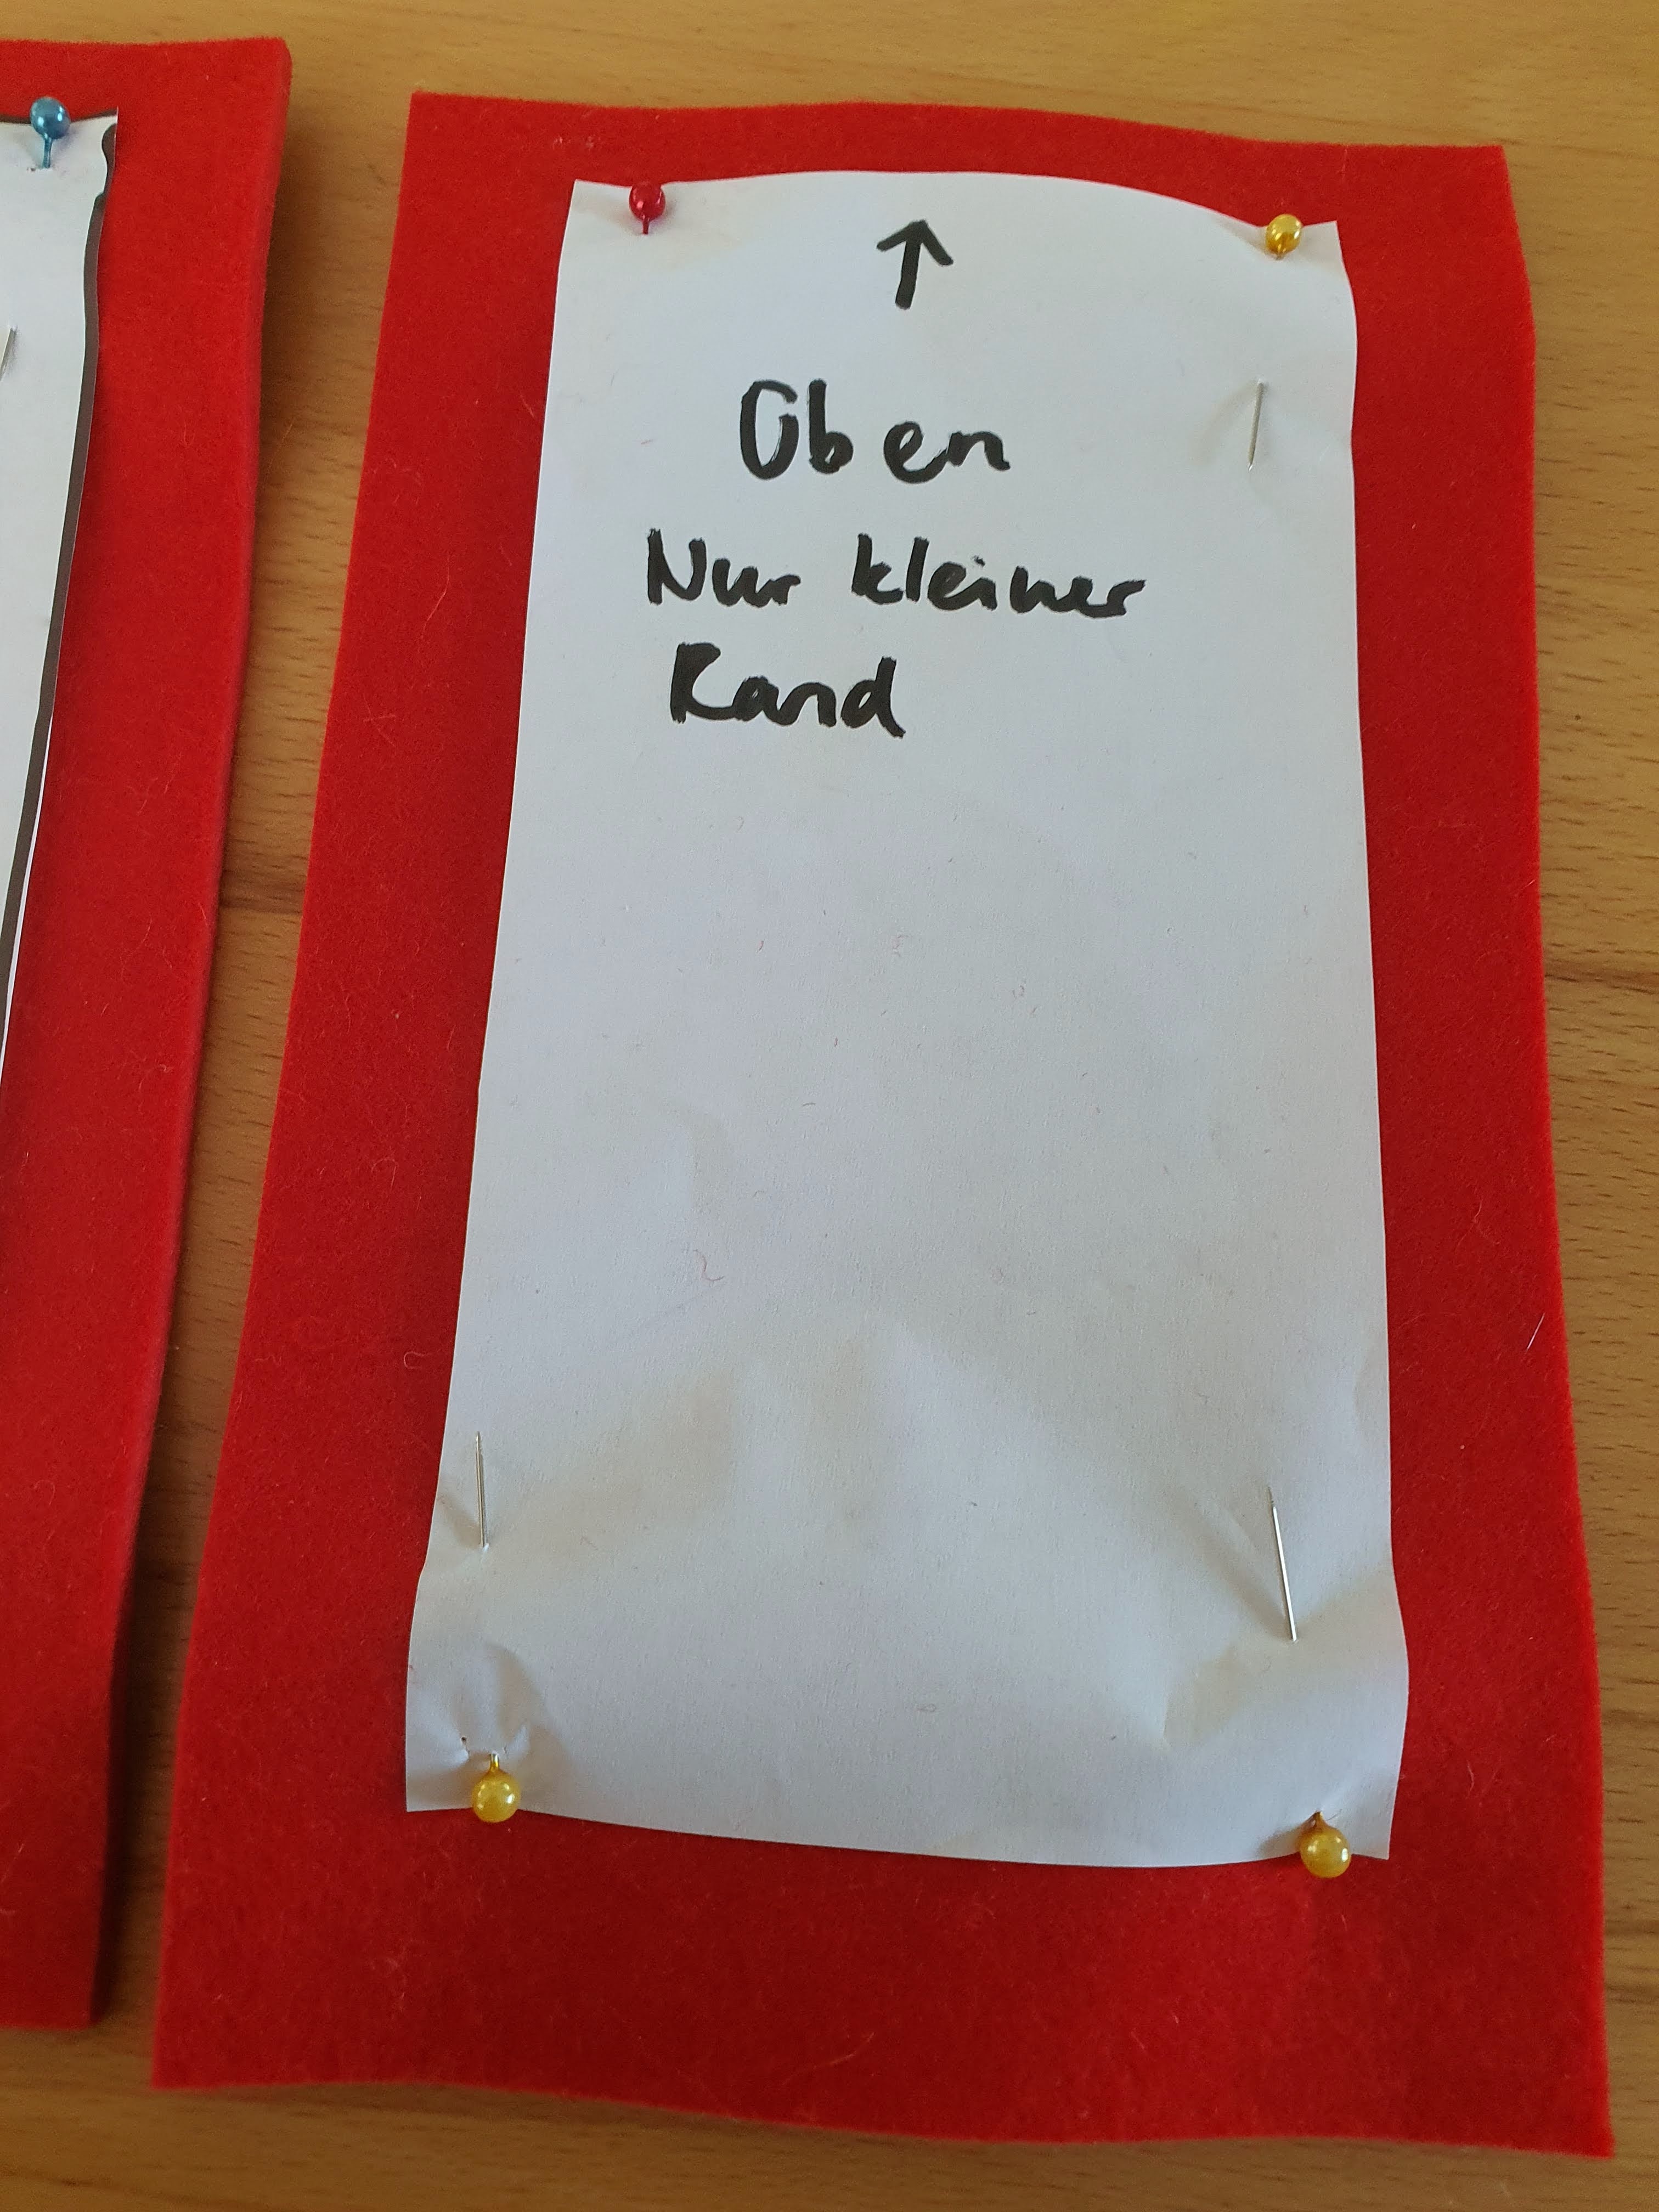 ↑
Oben
Nur kleiner
Rand